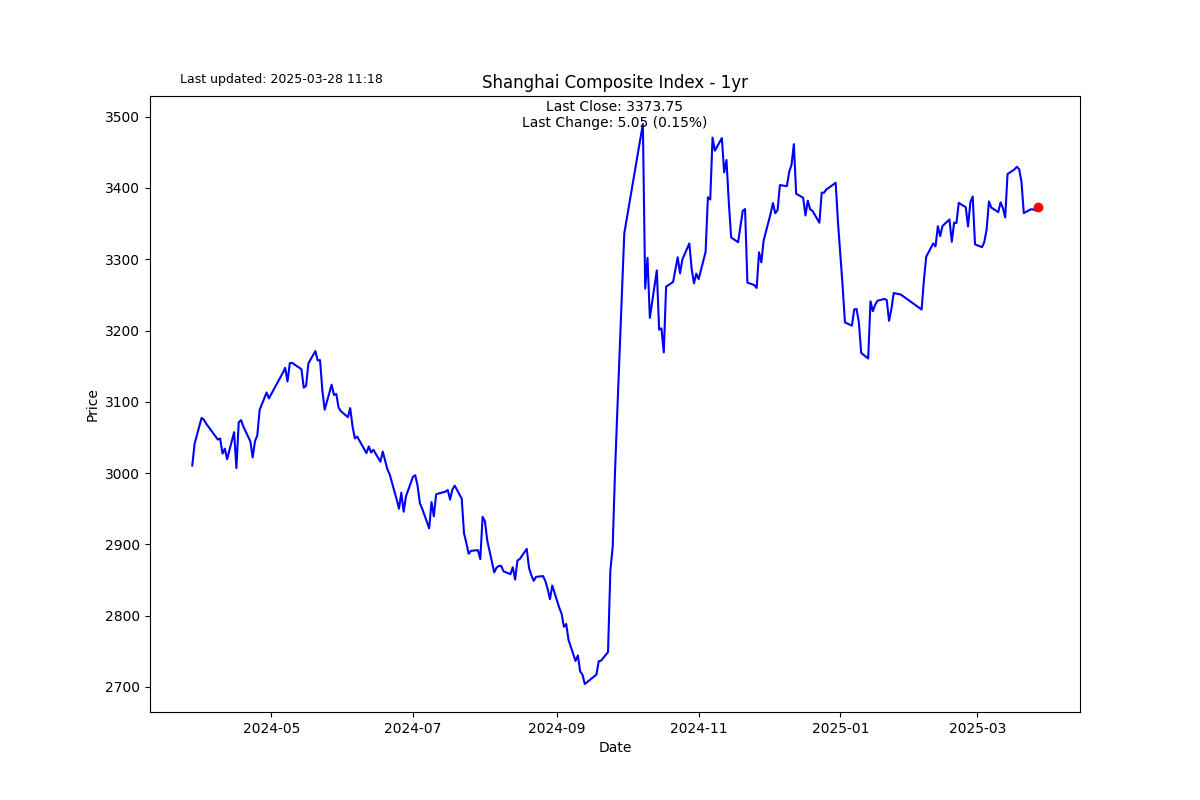 Last updated: 2025-03-28 11:18
Shanghai Composite Index - 1yr
Last Close: 3373.75
Last Change: 5.05 (0.15%)
3500
3400
3300
3200
3100
3000
2900
2800
2700
Price
2024-05 2024-07 2024-09 2024-11 2025-01 2025-03
Date